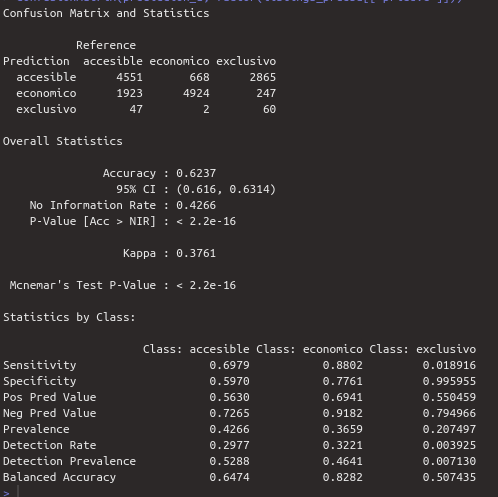 Confusion Matrix and Statistics
Reference
Prediction accesible economico exclusivo
accesible 4551 668 2865
economico 1923 4924 247
exclusivo 47 2 60
Overall Statistics
Accuracy : 0.6237
95% CI : (0.616, 0.6314)
No Information Rate : 0.4266
P-Value [Acc > NIR] : < 2.2e-16
Kappa : 0.3761
Mcnemar's Test P-Value : < 2.2e-16
Statistics by Class:
Class: accesible Class: economico Class: exclusivo
Sensitivity 0.6979 0.8802 0.018916
Specificity 0.5970 0.7761 0.995955
Pos Pred Value 0.5630 0.6941 0.550459
Neg Pred Value 0.7265 0.9182 0.794966
Prevalence 0.4266 0.3659 0.207497
Detection Rate 0.2977 0.3221 0.003925
Detection Prevalence 0.5288 0.4641 0.007130
Balanced Accuracy 0.6474 0.8282 0.507435
>